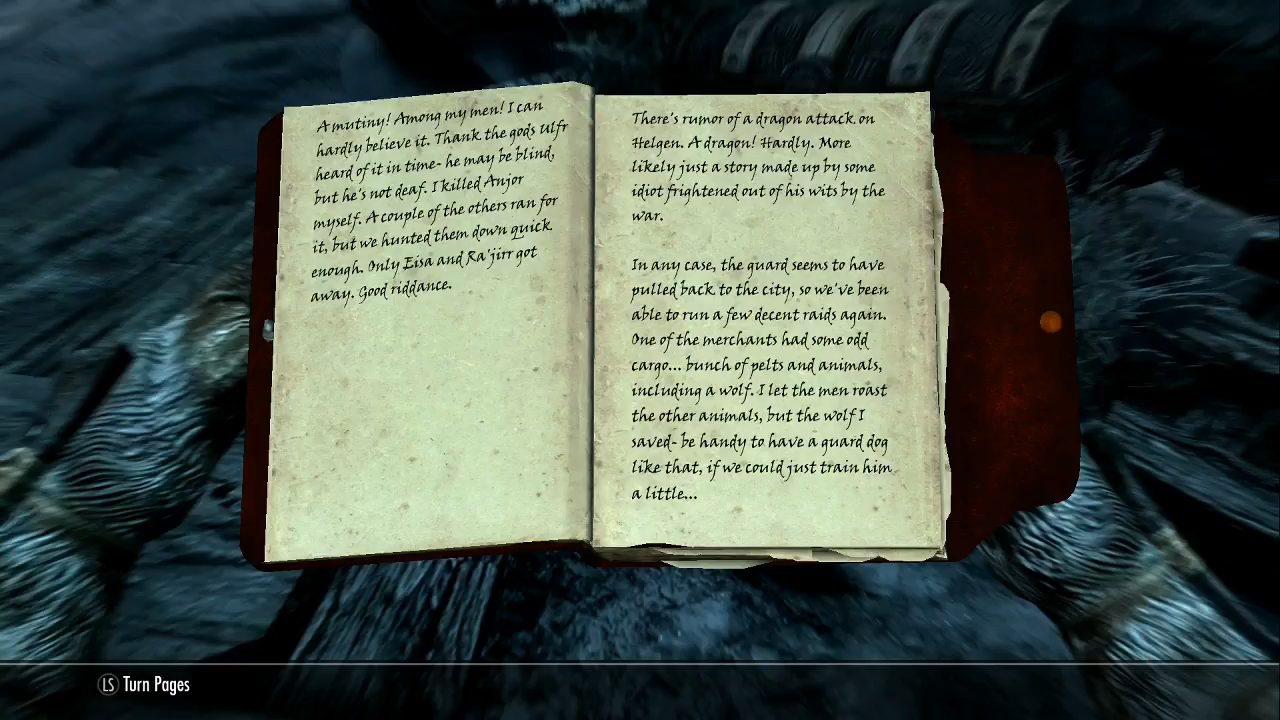 A mutiny! Among my men! I can
hardly believe it. Thank the gods Ulfr
heard of it in time- he may be blind,
but he's not deaf. I killed Anjor
myself. A couple of the others ran for
it, but we hunted them down quick
enough. Only Eisa and Ra'jirr got
away. Good riddance.
There's rumor of a dragon attack on
Helgen. A dragon! Hardly. More
likely just a story made up by some
idiot frightened out of his wits by the
war.
In any case, the guard seems to have
pulled back to the city, so we've been
able to run a few decent raids again.
One of the merchants had some odd
cargo... bunch of pelts and animals,
including a wolf. I let the men roast
the other animals, but the wolf I
saved- be handy to have a guard dog
like that, if we could just train him
a little...
LS Turn Pages